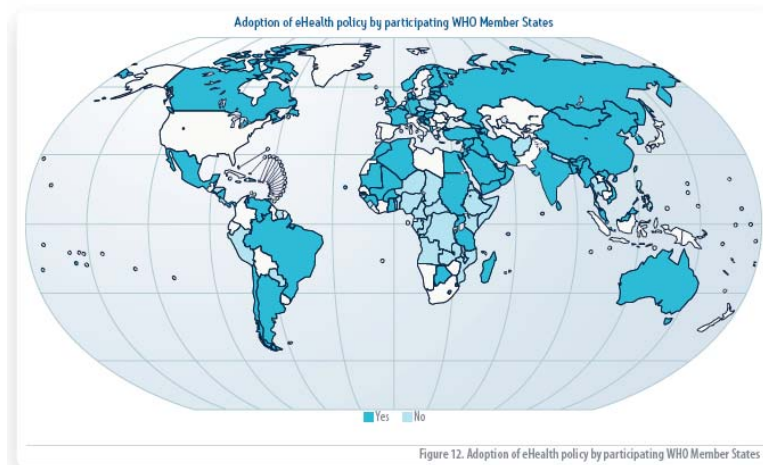 Adoption of eHealth policy by participating WHO Member States
Yes No
Figure 12. Adoption of eHealth policy by participating WHO Member States